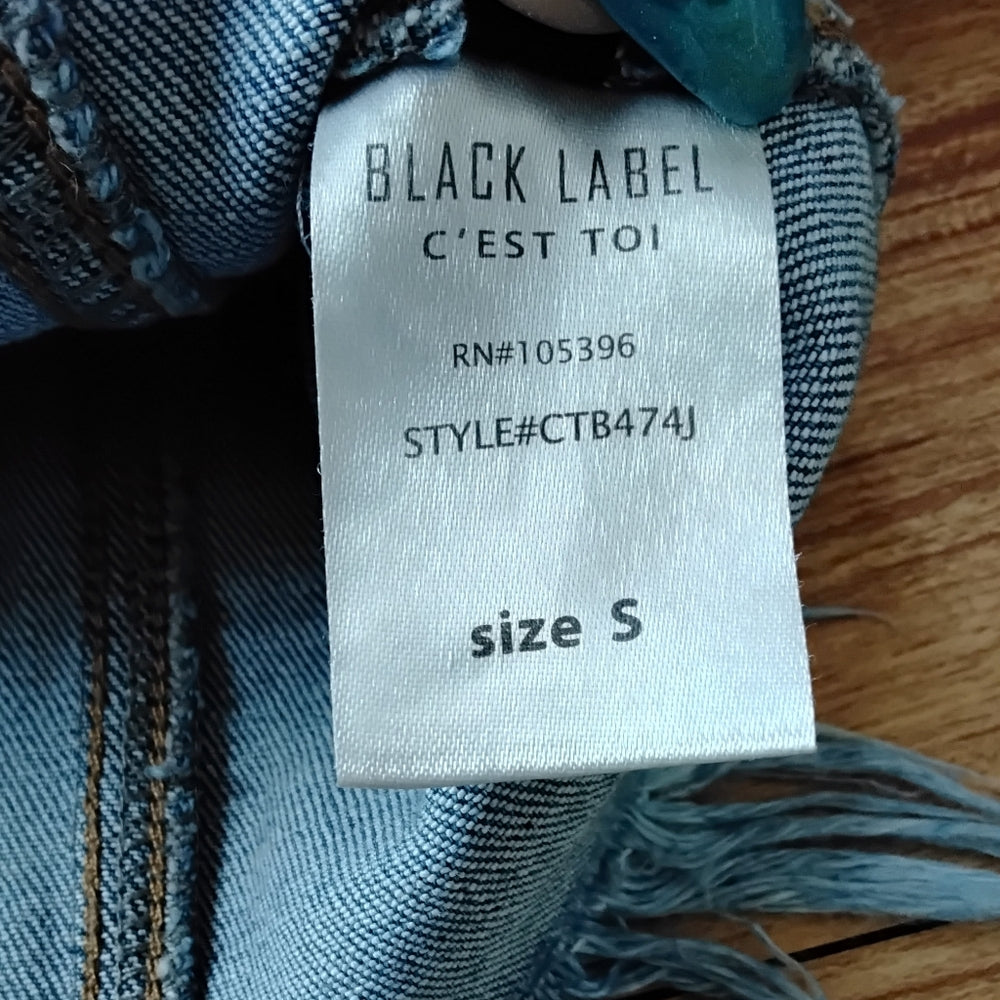 BLACK LABEL
C'EST TOI
RN#105396
STYLE#CTB474J
size S